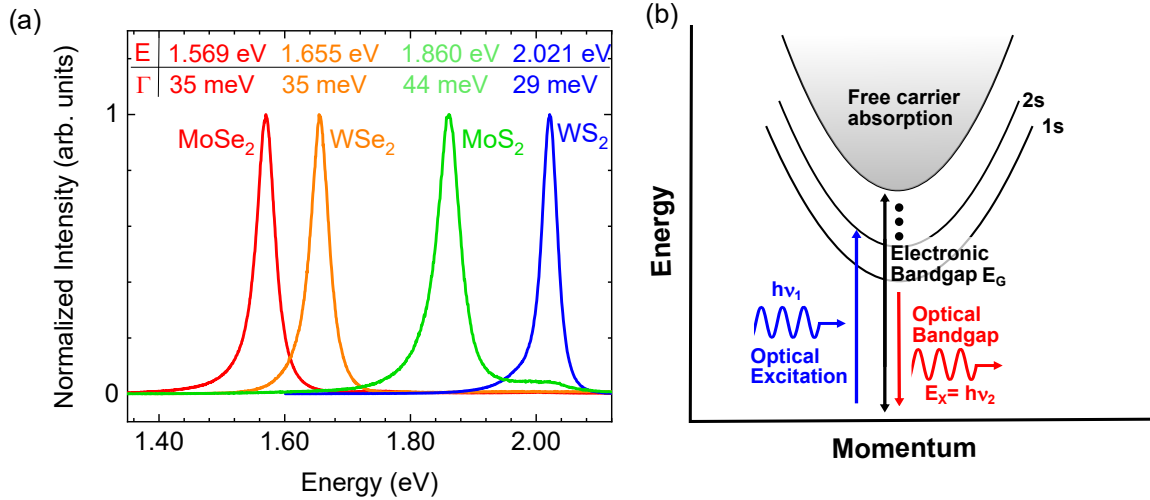 (a)
E 1.569 eV 1.655 eV 1.860 eV 2.021 eV
Γ 35 meV 35 meV 44 meV 29 meV
1
MoSe₂ WSe₂ MoS₂ WS₂
Normalized Intensity (arb. units)
0
1.40 1.60 1.80 2.00
Energy (eV)
(b)
Free carrier
absorption
2s
1s
Energy
Electronic
Bandgap E_G
hν₁
Optical
Excitation
Optical
Bandgap
E_X= hν₂
Momentum